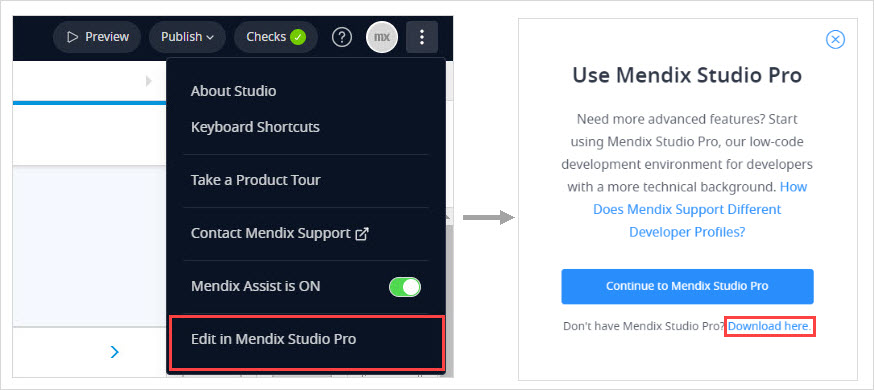 Preview
Publish
Checks
?
mx
About Studio
Keyboard Shortcuts
Take a Product Tour
Contact Mendix Support
Mendix Assist is ON
Edit in Mendix Studio Pro
Use Mendix Studio Pro
Need more advanced features? Start
using Mendix Studio Pro, our low-code
development environment for developers
with a more technical background. How
Does Mendix Support Different
Developer Profiles?
Continue to Mendix Studio Pro
Don't have Mendix Studio Pro? Download here.